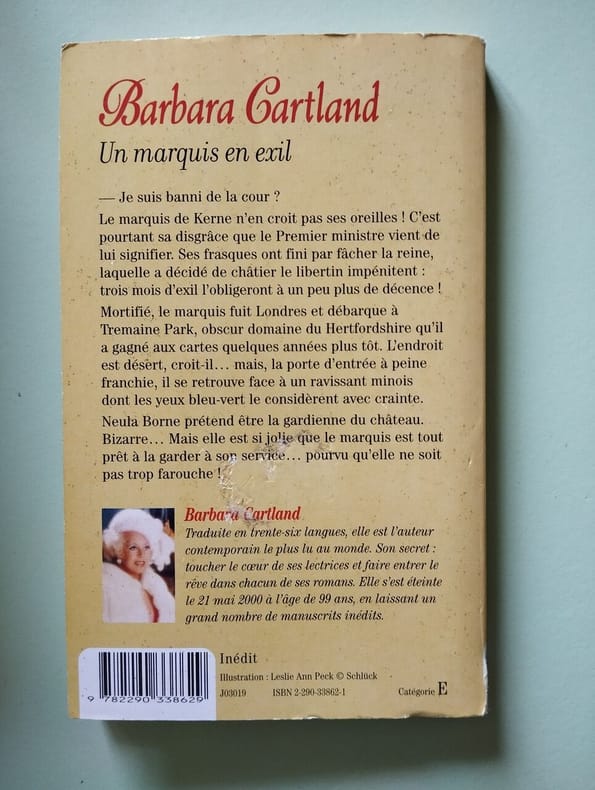 Barbara Cartland
Un marquis en exil
— Je suis banni de la cour ?
Le marquis de Kerne n'en croit pas ses oreilles ! C'est
pourtant sa disgrâce que le Premier ministre vient de
lui signifier. Ses frasques ont fini par fâcher la reine,
laquelle a décidé de châtier le libertin impénitent :
trois mois d'exil l'obligeront à un peu plus de décence !
Mortifié, le marquis fuit Londres et débarque à
Tremaine Park, obscur domaine du Hertfordshire qu'il
a gagné aux cartes quelques années plus tôt. L'endroit
est désert, croit-il... mais, la porte d'entrée à peine
franchie, il se retrouve face à un ravissant minois
dont les yeux bleu-vert le considèrent avec crainte.
Neula Borne prétend être la gardienne du château.
Bizarre... Mais elle est si jolie que le marquis est tout
prêt à la garder à son service... pourvu qu'elle ne soit
pas trop farouche !
Barbara Cartland
Traduite en trente-six langues, elle est l'auteur
contemporain le plus lu au monde. Son secret :
toucher le cœur de ses lectrices et faire entrer le
rêve dans chacun de ses romans. Elle s'est éteinte
le 21 mai 2000 à l'âge de 99 ans, en laissant un
grand nombre de manuscrits inédits.
Inédit
Illustration : Leslie Ann Peck © Schlück
J03019 ISBN 2-290-33862-1 Catégorie E
9 782290 338629